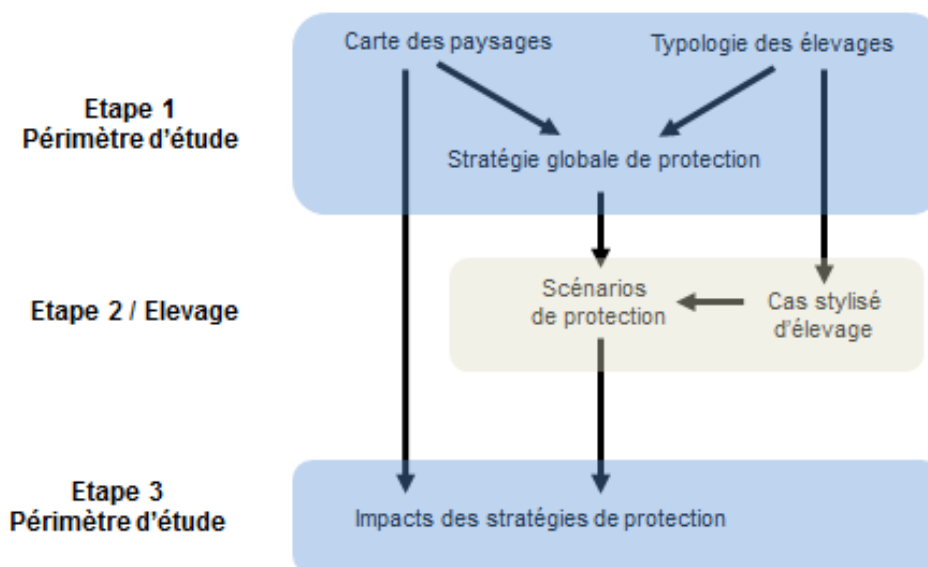 Carte des paysages
Typologie des élevages
Etape 1
Périmètre d'étude
Stratégie globale de protection
Etape 2 / Elevage
Scénarios
de protection
Cas stylisé
d'élevage
Etape 3
Périmètre d'étude
Impacts des stratégies de protection